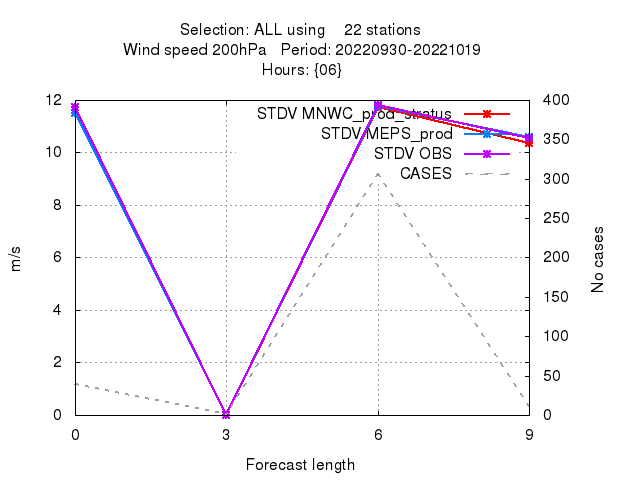 Selection: ALL using 22 stations
Wind speed 200hPa Period: 20220930-20221019
Hours: {06}
STDV MNWC_prod_stratus
STDV MEPS_prod
STDV OBS
CASES
12
10
8
6
4
2
0
400
350
300
250
200
150
100
50
0
m/s
No cases
0 3 6 9
Forecast length